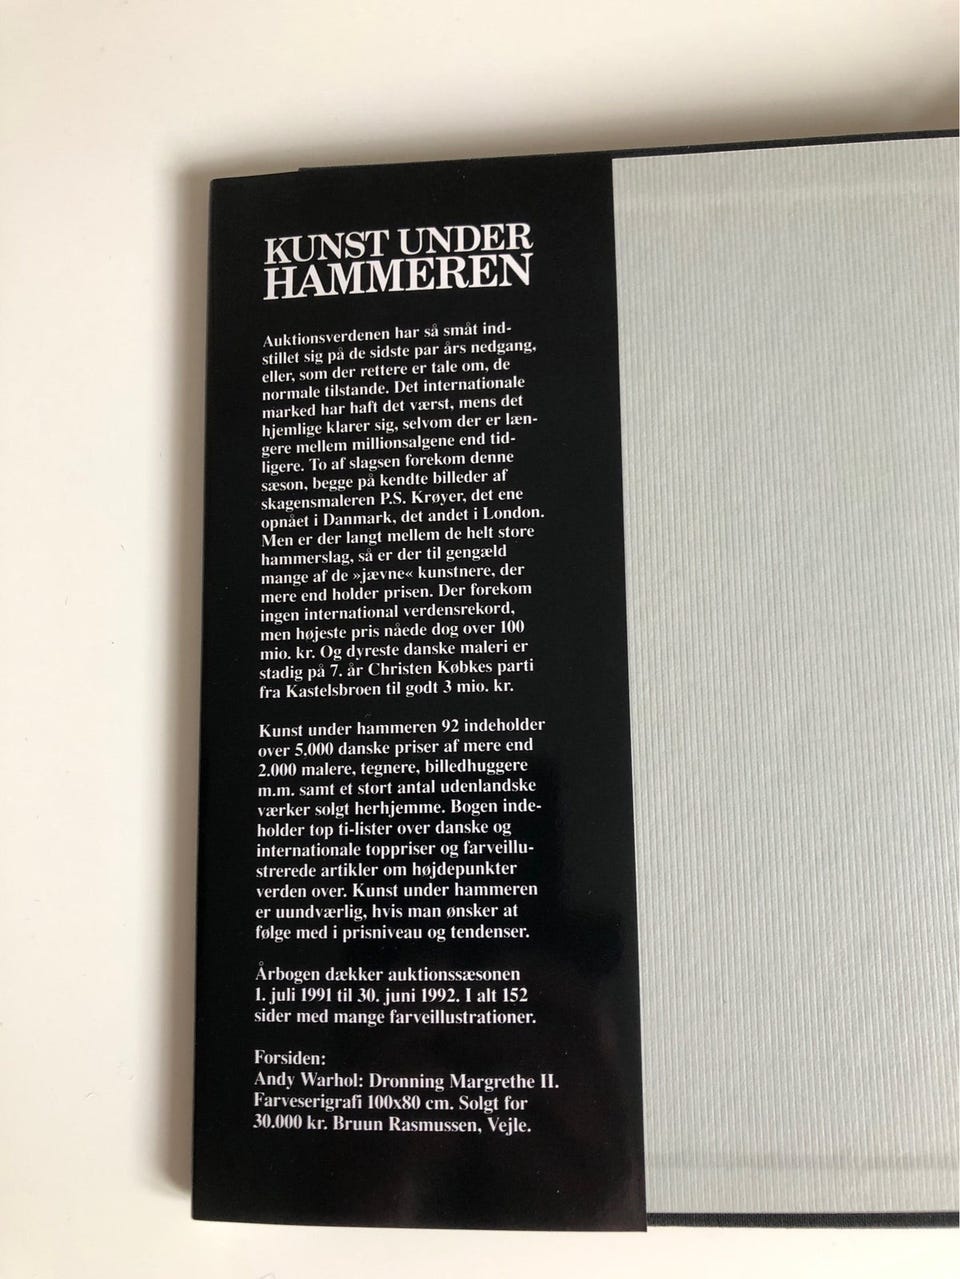 KUNST UNDER
HAMMEREN
Auktionsverdenen har så småt ind-
stillet sig på de sidste par års nedgang,
eller, som der rettere er tale om, de
normale tilstande. Det internationale
marked har haft det værst, mens det
hjemlige klarer sig, selvom der er læn-
gere mellem millionsalgene end tid-
ligere. To af slagsen forekom denne
sæson, begge på kendte billeder af
skagensmaleren P.S. Krøyer, det ene
opnået i Danmark, det andet i London.
Men er der langt mellem de helt store
hammerslag, så er der til gengæld
mange af de »jævne« kunstnere, der
mere end holder prisen. Der forekom
ingen international verdensrekord,
men højeste pris nåede dog over 100
mio. kr. Og dyreste danske maleri er
stadig på 7. år Christen Købkes parti
fra Kastelsbroen til godt 3 mio. kr.
Kunst under hammeren 92 indeholder
over 5.000 danske priser af mere end
2.000 malere, tegnere, billedhuggere
m.m. samt et stort antal udenlandske
værker solgt herhjemme. Bogen inde-
holder top ti-lister over danske og
internationale toppriser og farveillu-
strerede artikler om højdepunkter
verden over. Kunst under hammeren
er uundværlig, hvis man ønsker at
følge med i prisniveau og tendenser.
Årbogen dækker auktionssæsonen
1. juli 1991 til 30. juni 1992. I alt 152
sider med mange farveillustrationer.
Forsiden:
Andy Warhol: Dronning Margrethe II.
Farveserigrafi 100x80 cm. Solgt for
30.000 kr. Bruun Rasmussen, Vejle.